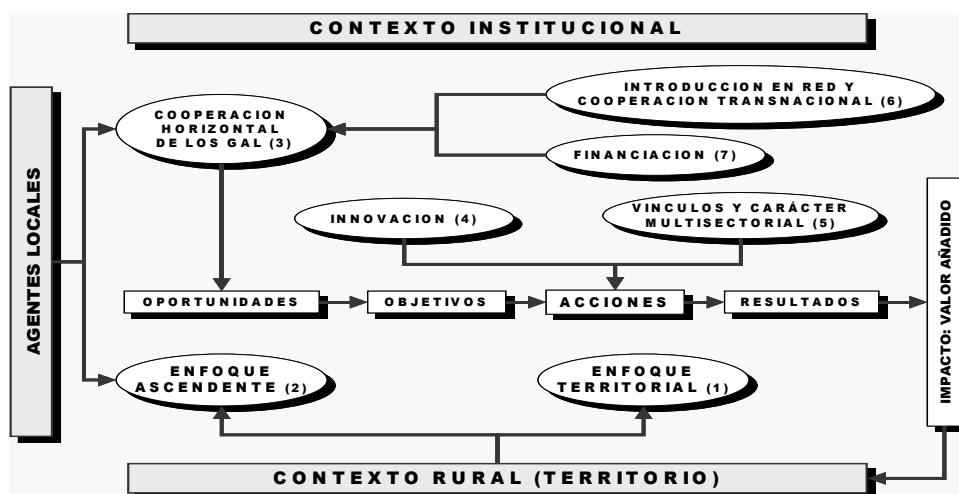 CONTEXTO INSTITUCIONAL
AGENTES LOCALES
COOPERACION
HORIZONTAL
DE LOS GAL (3)
INTRODUCCION EN RED Y
COOPERACION TRANSNACIONAL (6)
FINANCIACION (7)
INNOVACION (4)
VINCULOS Y CARÁCTER
MULTISECTORIAL (5)
OPORTUNIDADES
OBJETIVOS
ACCIONES
RESULTADOS
IMPACTO: VALOR AÑADIDO
ENFOQUE
ASCENDENTE (2)
ENFOQUE
TERRITORIAL (1)
CONTEXTO RURAL (TERRITORIO)